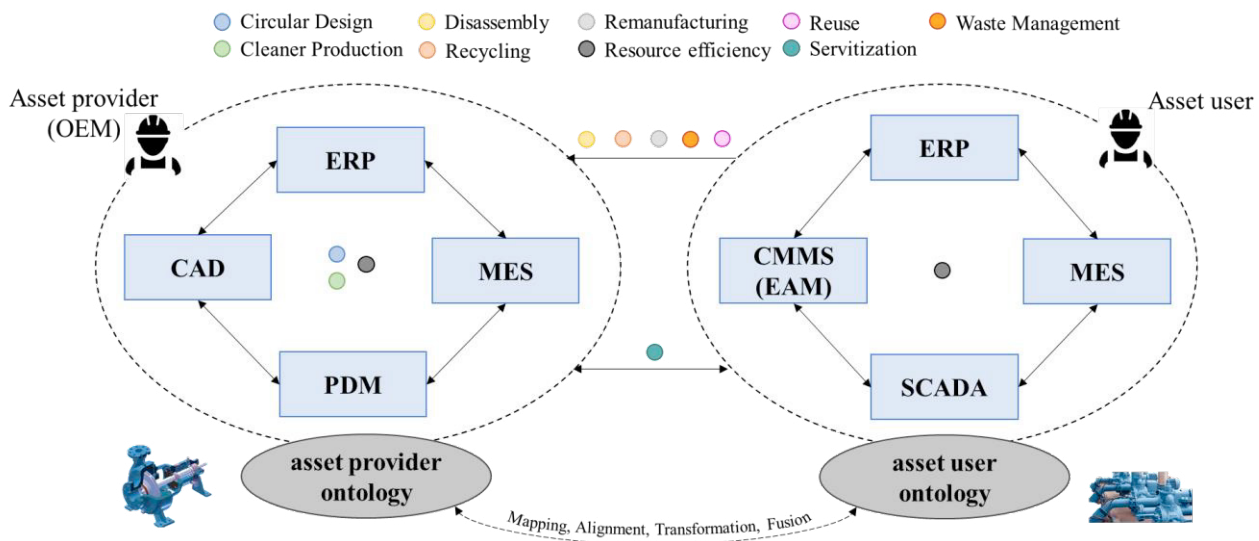 Circular Design
Disassembly
Remanufacturing
Reuse
Waste Management
Cleaner Production
Recycling
Resource efficiency
Servitization
Asset provider
(OEM)
Asset user
ERP
CAD
MES
PDM
ERP
CMMS
(EAM)
MES
SCADA
asset provider
ontology
asset user
ontology
Mapping, Alignment, Transformation, Fusion